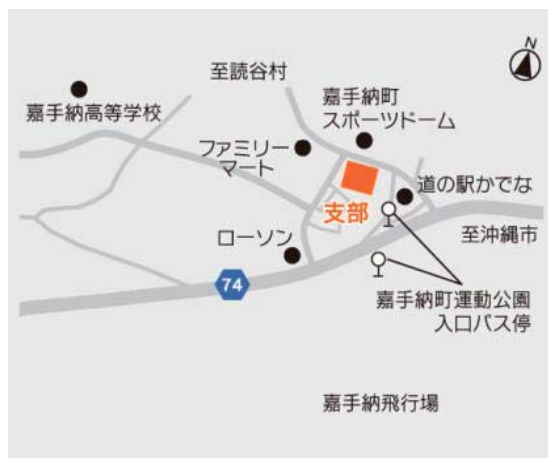 N
至読谷村
嘉手納町
スポーツドーム
嘉手納高等学校
ファミリー
マート
道の駅かでな
支部
ローソン
至沖縄市
74
嘉手納町運動公園
入口バス停
嘉手納飛行場